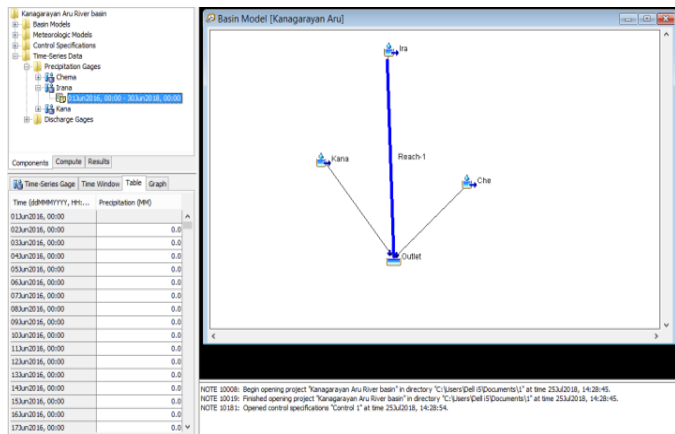 Kanagarayan Aru River basin
Basin Models
Meteorologic Models
Control Specifications
Time-Series Data
Precipitation Gages
Chema
Irana
01Jun2016, 00:00 - 30Jun2018, 00:00
Kana
Discharge Gages
Components Compute Results
Time-Series Gage Time Window Table Graph
Time (ddMMMYYYY, HH:... Precipitation (MM)
01Jun2016, 00:00
02Jun2016, 00:00 0.0
03Jun2016, 00:00 0.0
04Jun2016, 00:00 0.0
05Jun2016, 00:00 0.0
06Jun2016, 00:00 0.0
07Jun2016, 00:00 0.0
08Jun2016, 00:00 0.0
09Jun2016, 00:00 0.0
10Jun2016, 00:00 0.0
11Jun2016, 00:00 0.0
12Jun2016, 00:00 0.0
13Jun2016, 00:00 0.0
14Jun2016, 00:00 0.0
15Jun2016, 00:00 0.0
16Jun2016, 00:00 0.0
17Jun2016, 00:00 0.0
Basin Model [Kanagarayan Aru]
Ira
Kana
Reach-1
Che
Outlet
NOTE 10008: Begin opening project "Kanagarayan Aru River basin" in directory "C:\Users\Dell i5\Documents\1" at time 25Jul2018, 14:28:45.
NOTE 10019: Finished opening project "Kanagarayan Aru River basin" in directory "C:\Users\Dell i5\Documents\1" at time 25Jul2018, 14:28:45.
NOTE 10181: Opened control specifications "Control 1" at time 25Jul2018, 14:28:54.